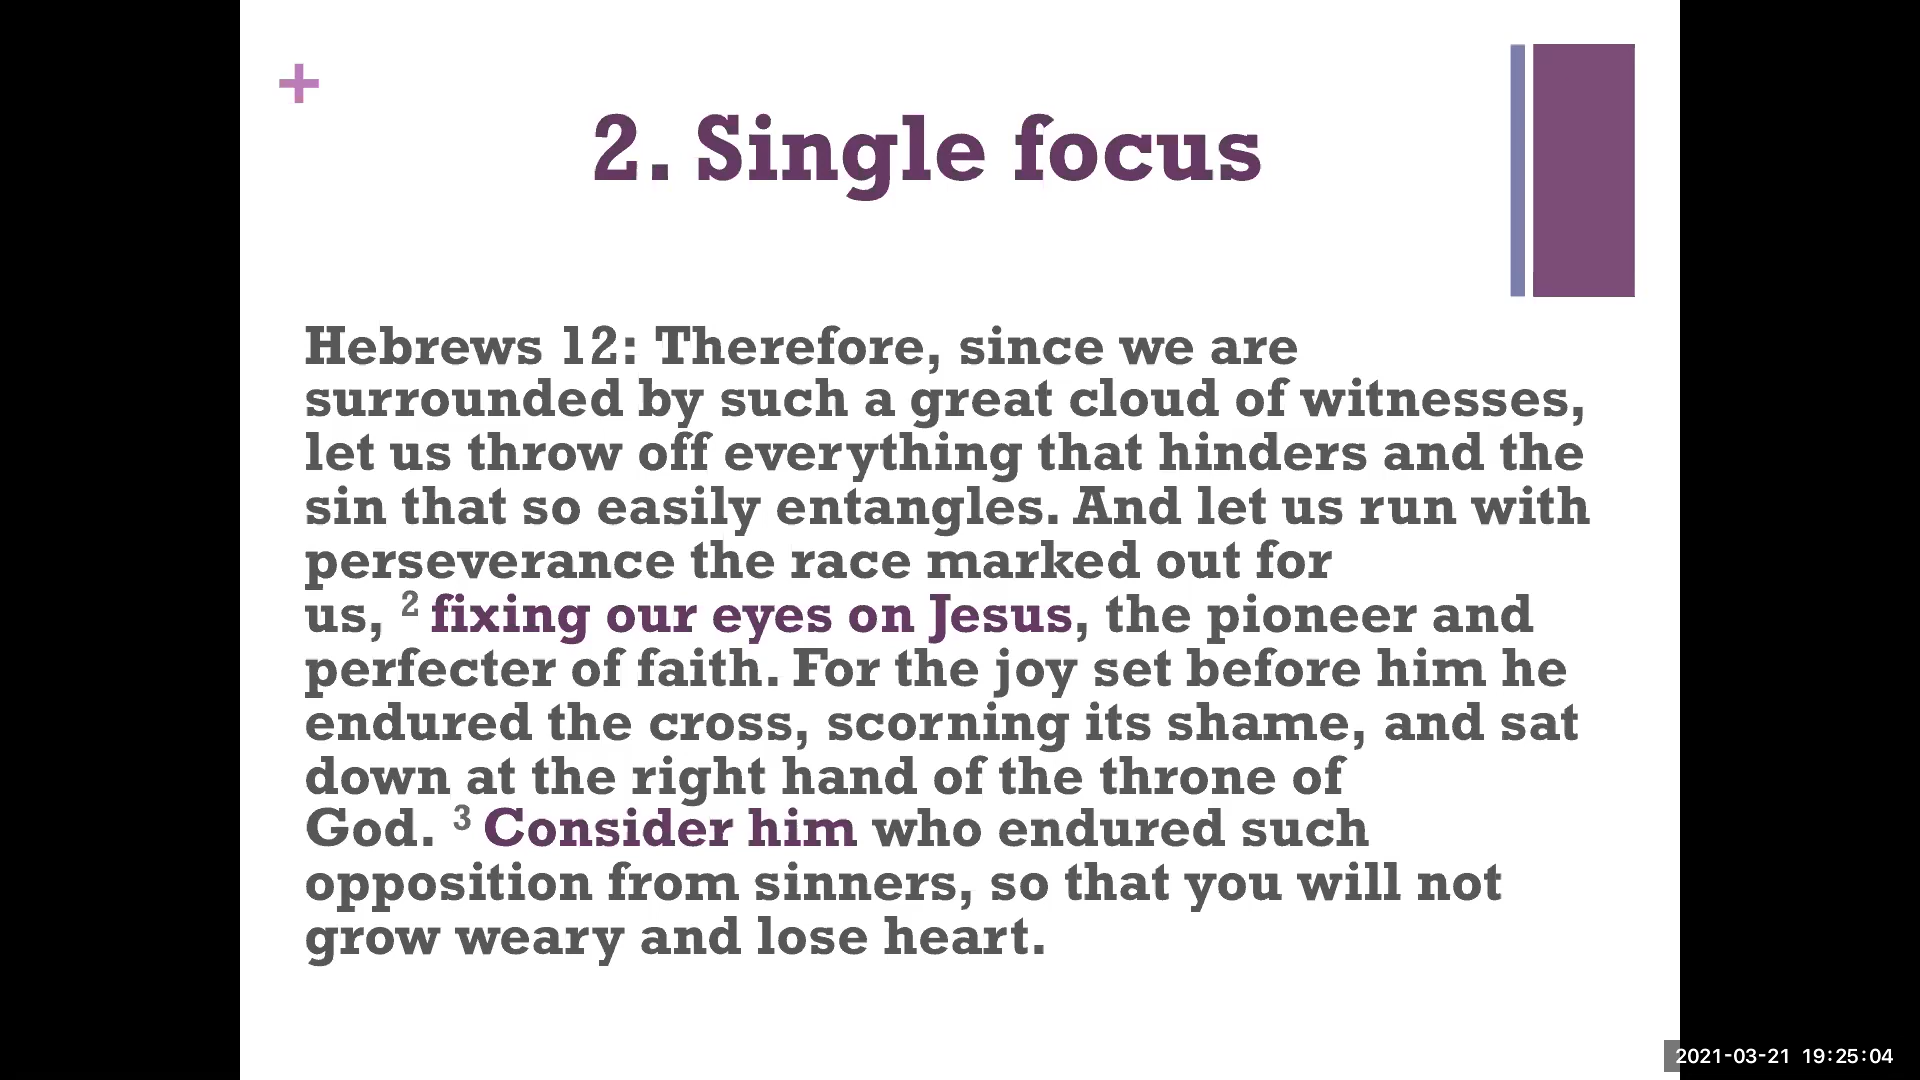 +
2. Single focus
Hebrews 12: Therefore, since we are
surrounded by such a great cloud of witnesses,
let us throw off everything that hinders and the
sin that so easily entangles. And let us run with
perseverance the race marked out for
us, ² fixing our eyes on Jesus, the pioneer and
perfecter of faith. For the joy set before him he
endured the cross, scorning its shame, and sat
down at the right hand of the throne of
God. ³ Consider him who endured such
opposition from sinners, so that you will not
grow weary and lose heart.
2021-03-21 19:25:04